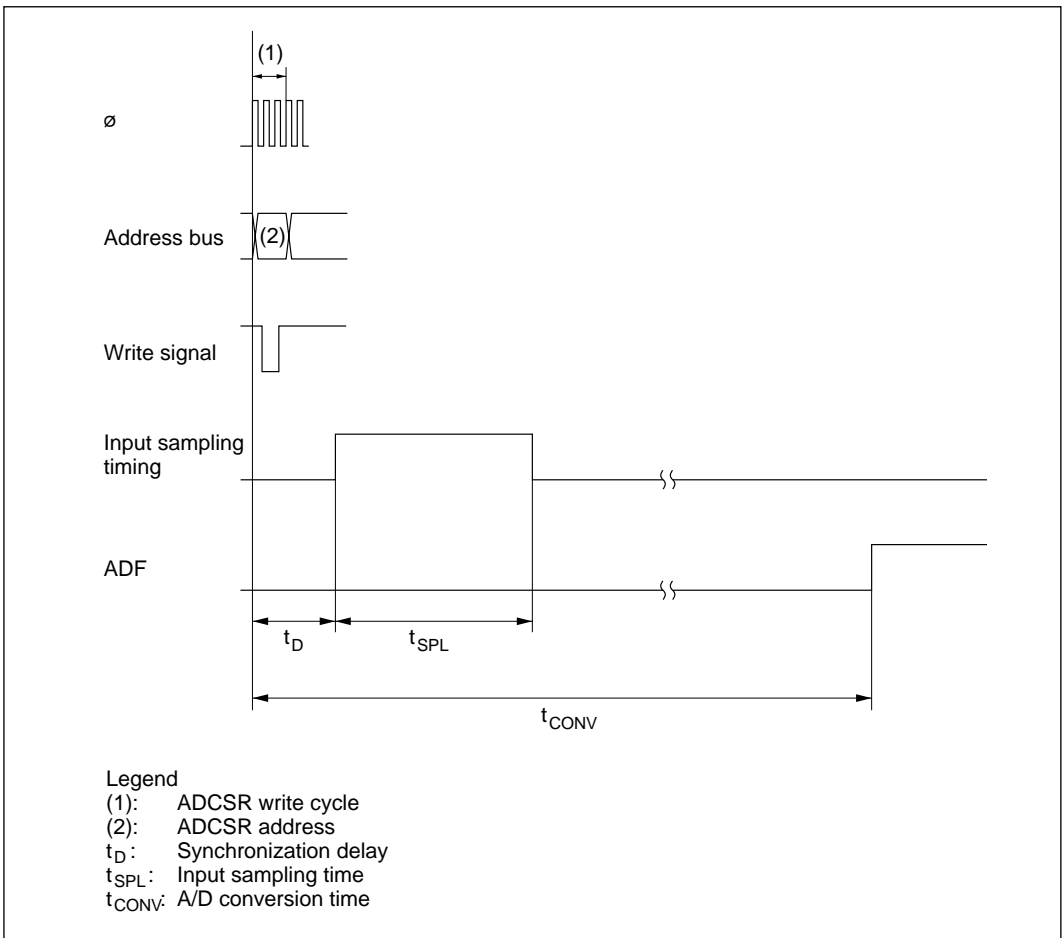 (1)
ø
Address bus
(2)
Write signal
Input sampling
timing
ADF
tD
tSPL
tCONV
Legend
(1): ADCSR write cycle
(2): ADCSR address
tD : Synchronization delay
tSPL : Input sampling time
tCONV: A/D conversion time